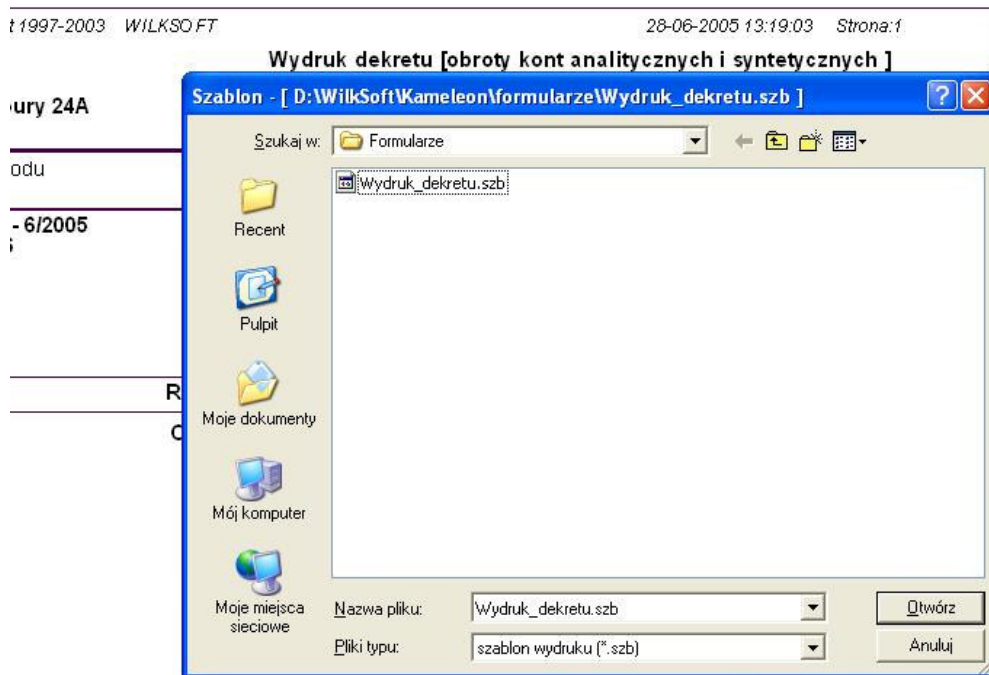 t 1997-2003 WILKSOFT 28-06-2005 13:19:03 Strona:1
Wydruk dekretu [obroty kont analitycznych i syntetycznych ]
Szablon - [ D:\WilkSoft\Kameleon\formularze\Wydruk_dekretu.szb ]
ury 24A
Szukaj w: Formularze
odu
Wydruk_dekretu.szb
- 6/2005
Recent
Pulpit
R
Moje dokumenty
Mój komputer
Moje miejsca
sieciowe
Nazwa pliku: Wydruk_dekretu.szb Otwórz
Pliki typu: szablon wydruku (*.szb) Anuluj